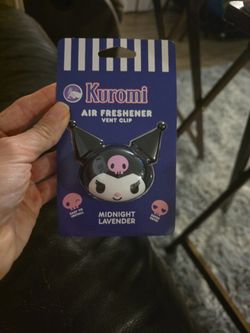 Kuromi
AIR FRESHENER
VENT CLIP
MIDNIGHT
LAVENDER